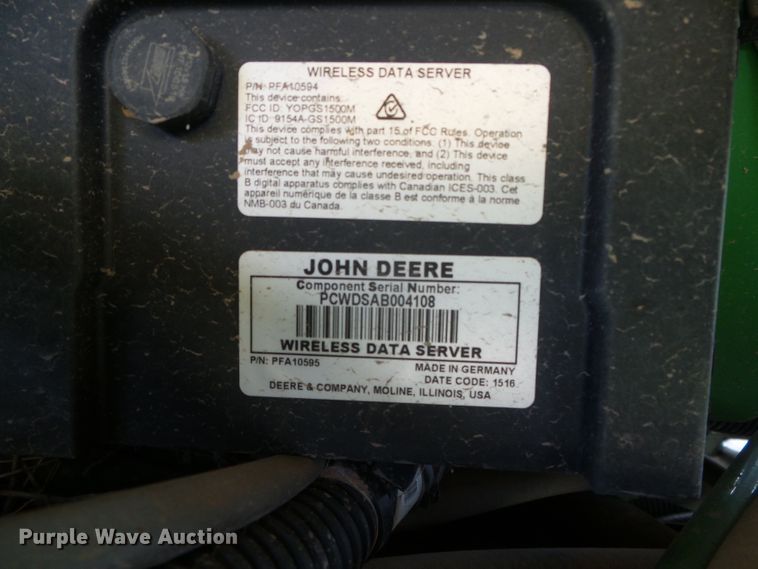 WIRELESS DATA SERVER
P/N: PFA10594
This device contains:
FCC ID: YOPGS1500M
IC ID: 9154A-GS1500M
This device complies with part 15 of FCC Rules. Operation
is subject to the following two conditions. (1) This device
may not cause harmful interference, and (2) This device
must accept any interference received, including
interference that may cause undesired operation. This class
B digital apparatus complies with Canadian ICES-003. Cet
appareil numérique de la classe B est conforme à la norme
NMB-003 du Canada.
JOHN DEERE
Component Serial Number:
PCWDSAB004108
WIRELESS DATA SERVER
P/N: PFA10595
MADE IN GERMANY
DATE CODE: 1516
DEERE & COMPANY, MOLINE, ILLINOIS, USA
Purple Wave Auction